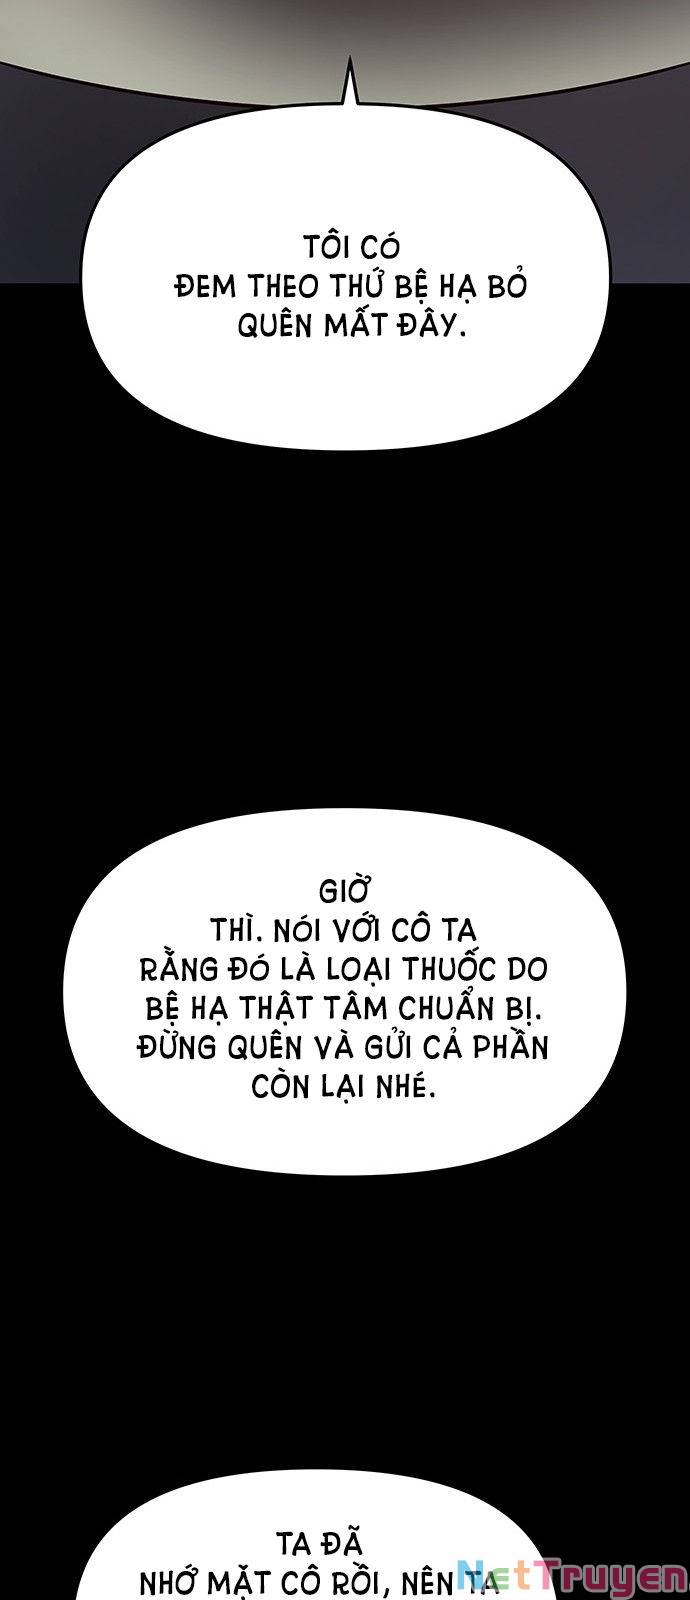 TÔI CÓ
ĐEM THEO THỨ BỆ HẠ BỎ
QUÊN MẤT ĐÂY.
GIỜ
THÌ. NÓI VỚI CÔ TA
RẰNG ĐÓ LÀ LOẠI THUỐC DO
BỆ HẠ THẬT TÂM CHUẨN BỊ.
ĐỪNG QUÊN VÀ GỬI CẢ PHẦN
CÒN LẠI NHÉ.
TA ĐÃ
NHỚ MẶT CÔ RỒI, NÊN TA
NetTruyen